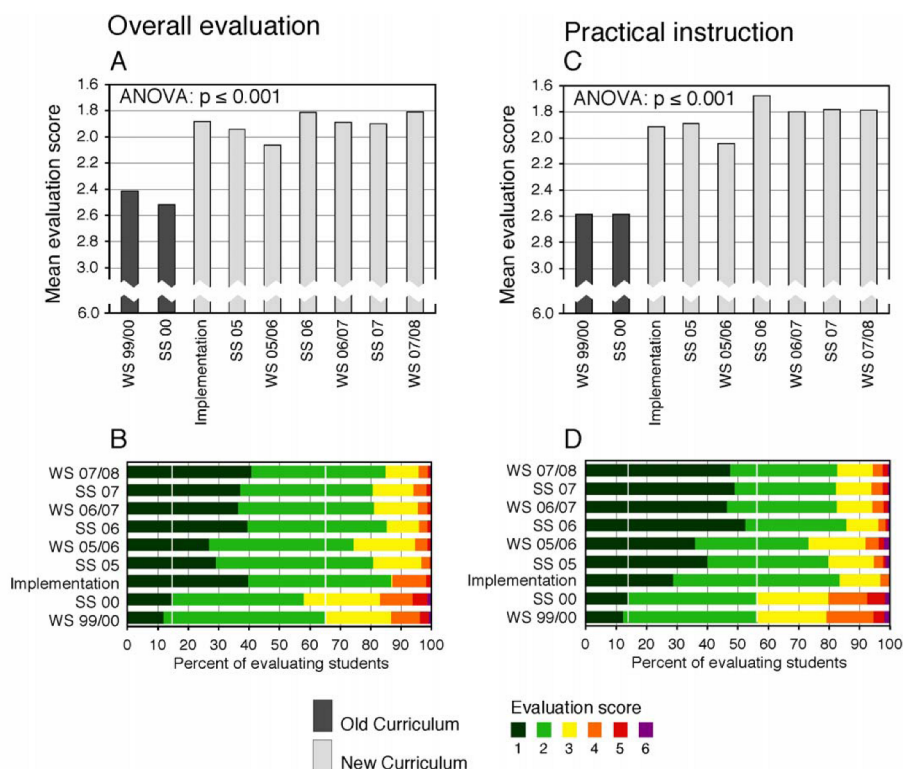 Overall evaluation
A
ANOVA: p ≤ 0.001
Mean evaluation score
1.6
1.8
2.0
2.2
2.4
2.6
2.8
3.0
6.0
WS 99/00
SS 00
Implementation
SS 05
WS 05/06
SS 06
WS 06/07
SS 07
WS 07/08
Practical instruction
C
ANOVA: p ≤ 0.001
Mean evaluation score
1.6
1.8
2.0
2.2
2.4
2.6
2.8
3.0
6.0
WS 99/00
SS 00
Implementation
SS 05
WS 05/06
SS 06
WS 06/07
SS 07
WS 07/08
B
WS 07/08
SS 07
WS 06/07
SS 06
WS 05/06
SS 05
Implementation
SS 00
WS 99/00
0 10 20 30 40 50 60 70 80 90 100
Percent of evaluating students
D
WS 07/08
SS 07
WS 06/07
SS 06
WS 05/06
SS 05
Implementation
SS 00
WS 99/00
0 10 20 30 40 50 60 70 80 90 100
Percent of evaluating students
Old Curriculum
New Curriculum
Evaluation score
1 2 3 4 5 6